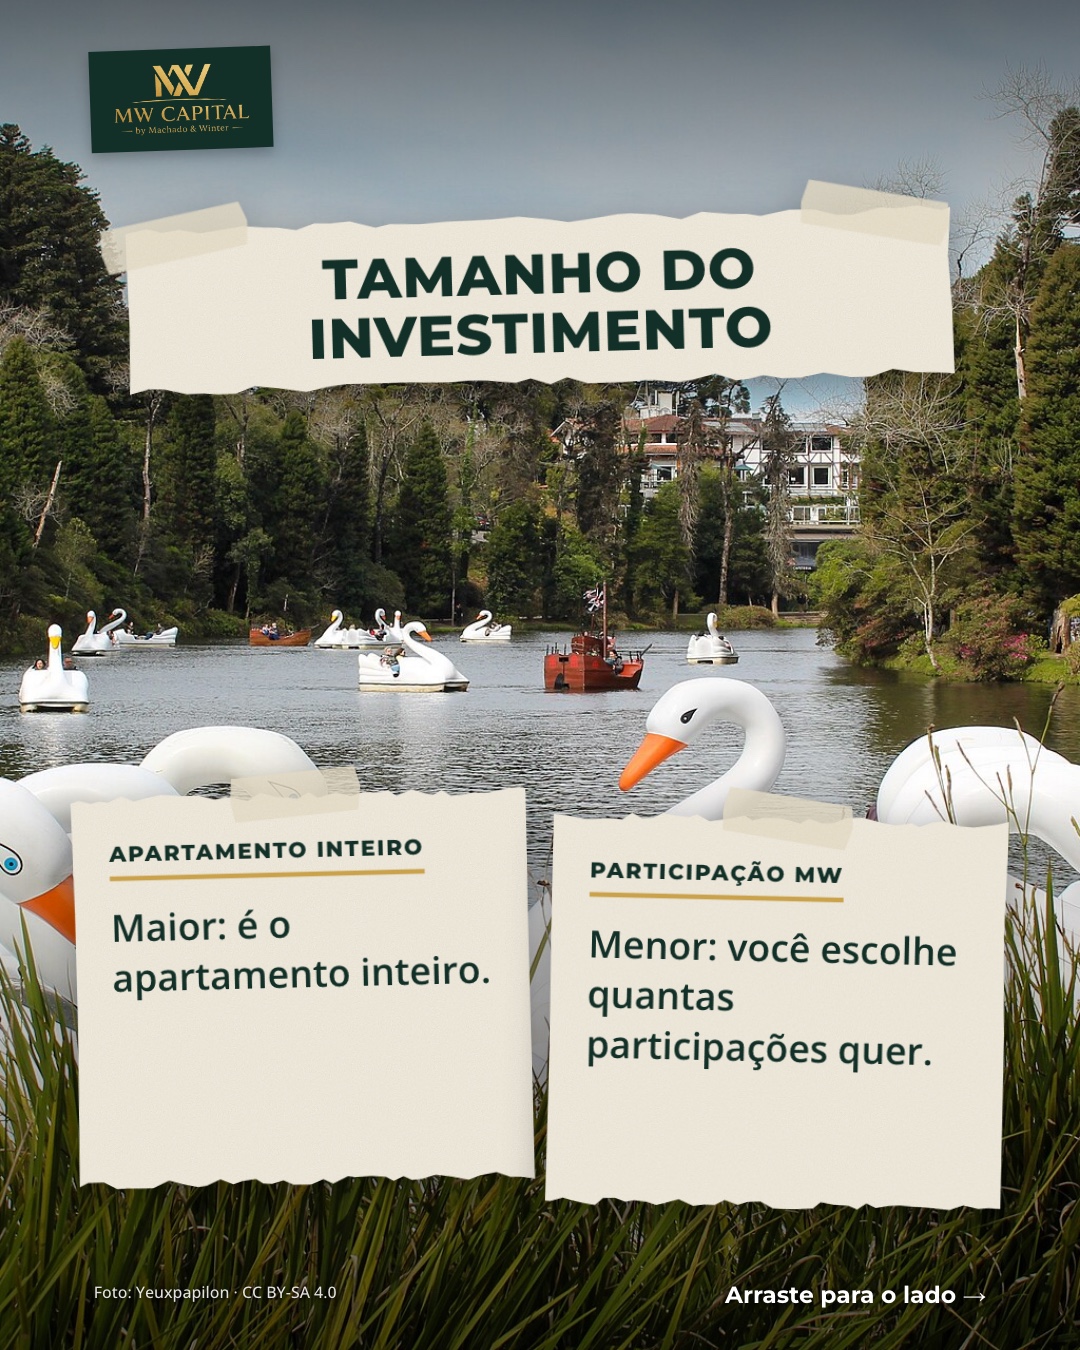 MW
MW CAPITAL
by Machado & Winter
TAMANHO DO
INVESTIMENTO
APARTAMENTO INTEIRO
Maior: é o
apartamento inteiro.
PARTICIPAÇÃO MW
Menor: você escolhe
quantas
participações quer.
Foto: Yeuxpapilon · CC BY-SA 4.0
Arraste para o lado →